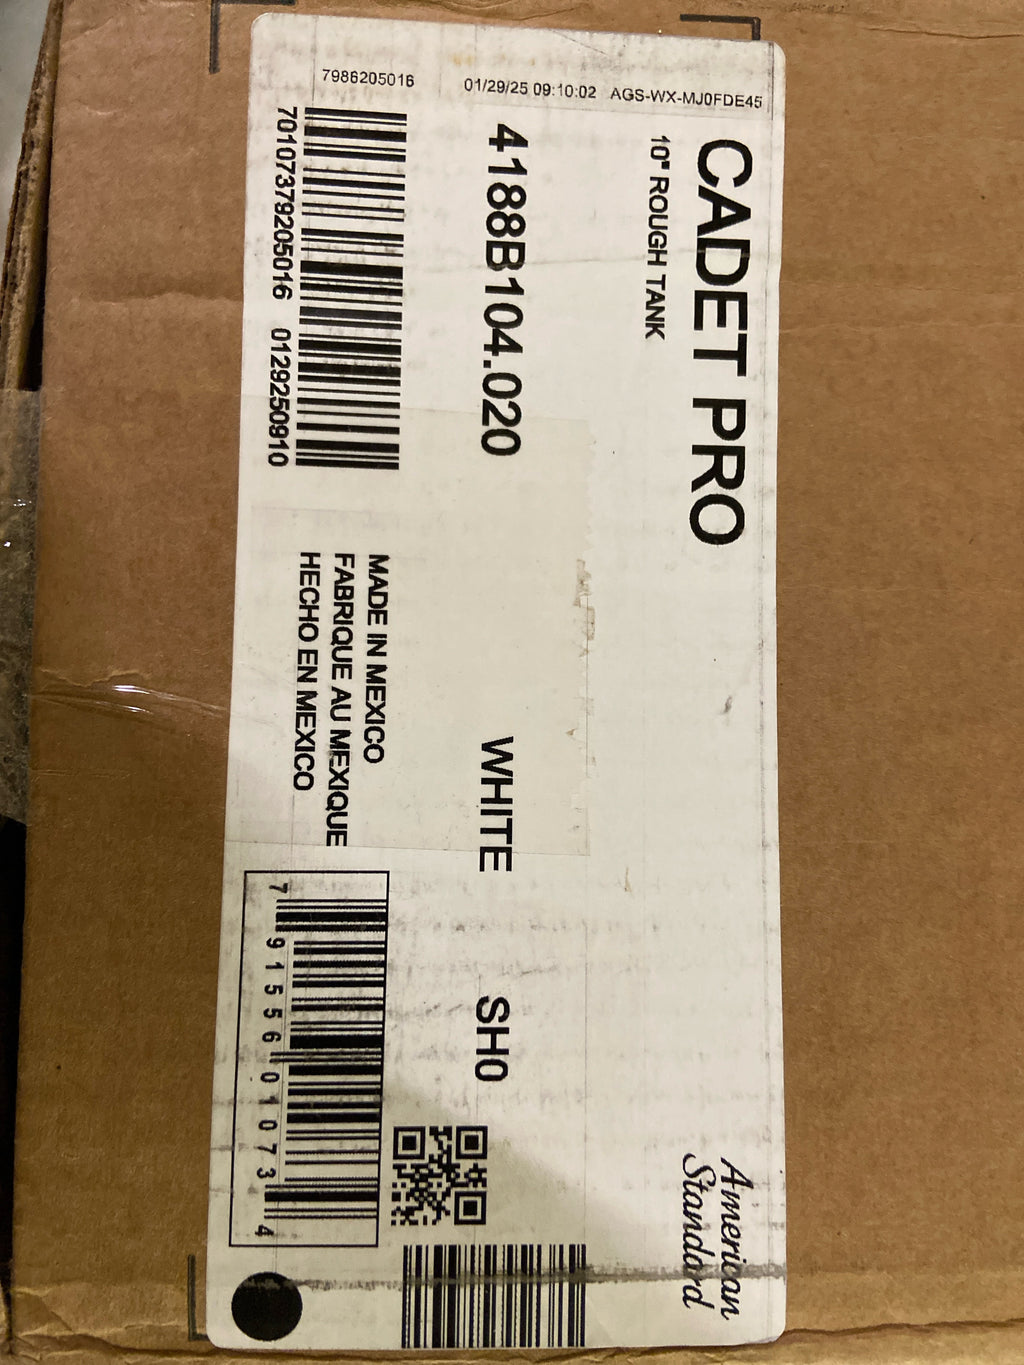 CADET PRO
10" ROUGH TANK
American
Standard
4188B104.020 WHITE SH0
7986205016
01/29/25 09:10:02 AGS-WX-MJ0FDE45
70107379205016 0129250910
MADE IN MEXICO
FABRIQUE AU MEXIQUE
HECHO EN MEXICO
7 91556 01073 4